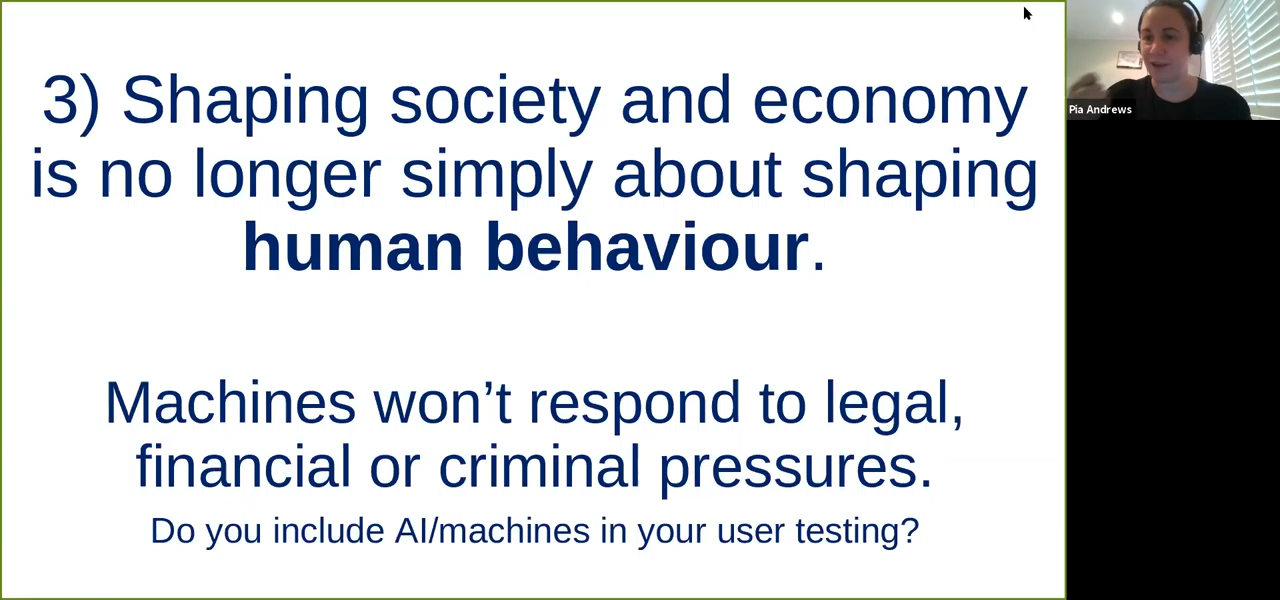 3) Shaping society and economy
is no longer simply about shaping
human behaviour.
Machines won’t respond to legal,
financial or criminal pressures.
Do you include AI/machines in your user testing?
Pia Andrews